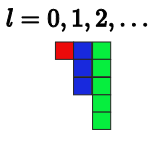 l = 0, 1, 2, ...